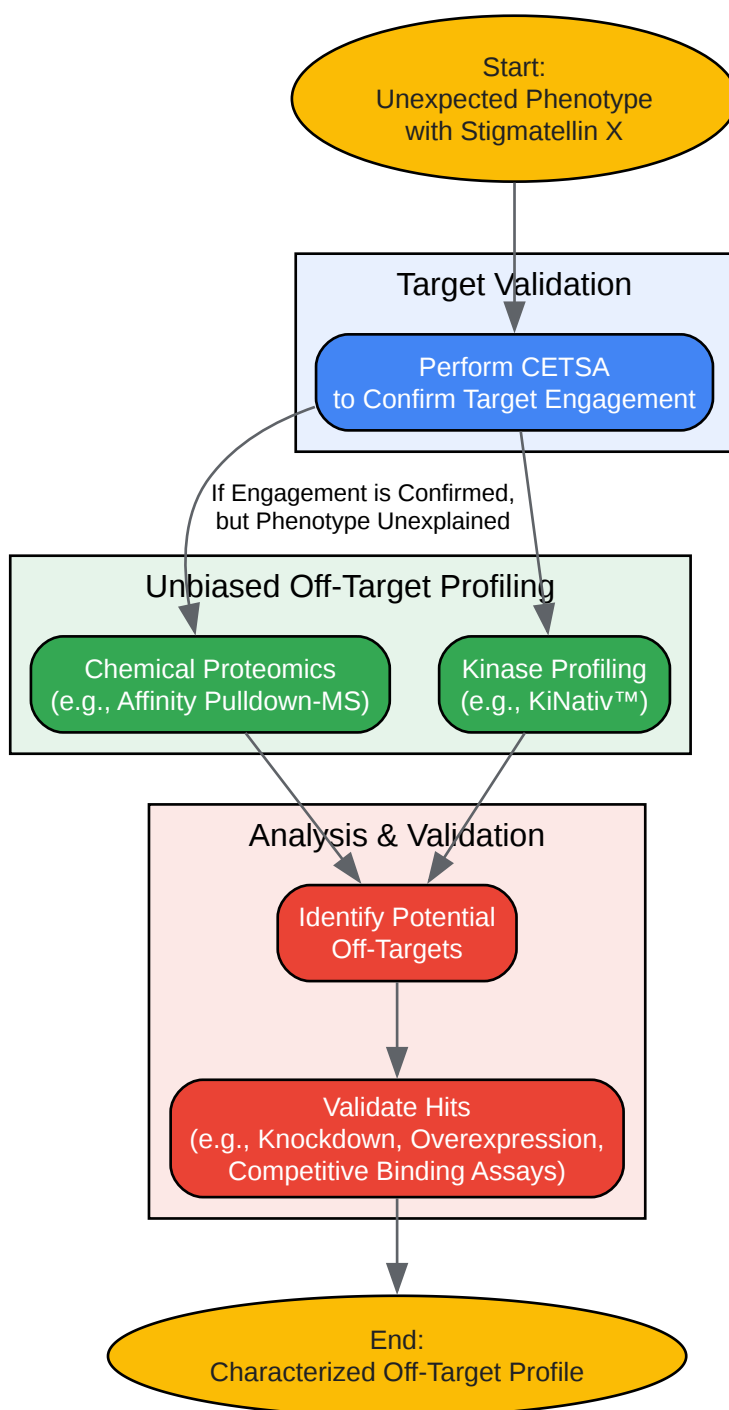 Start:
Unexpected Phenotype
with Stigmatellin X
Target Validation
Perform CETSA
to Confirm Target Engagement
If Engagement is Confirmed,
but Phenotype Unexplained
Unbiased Off-Target Profiling
Chemical Proteomics
(e.g., Affinity Pulldown-MS)
Kinase Profiling
(e.g., KiNativ™)
Analysis & Validation
Identify Potential
Off-Targets
Validate Hits
(e.g., Knockdown, Overexpression,
Competitive Binding Assays)
End:
Characterized Off-Target Profile